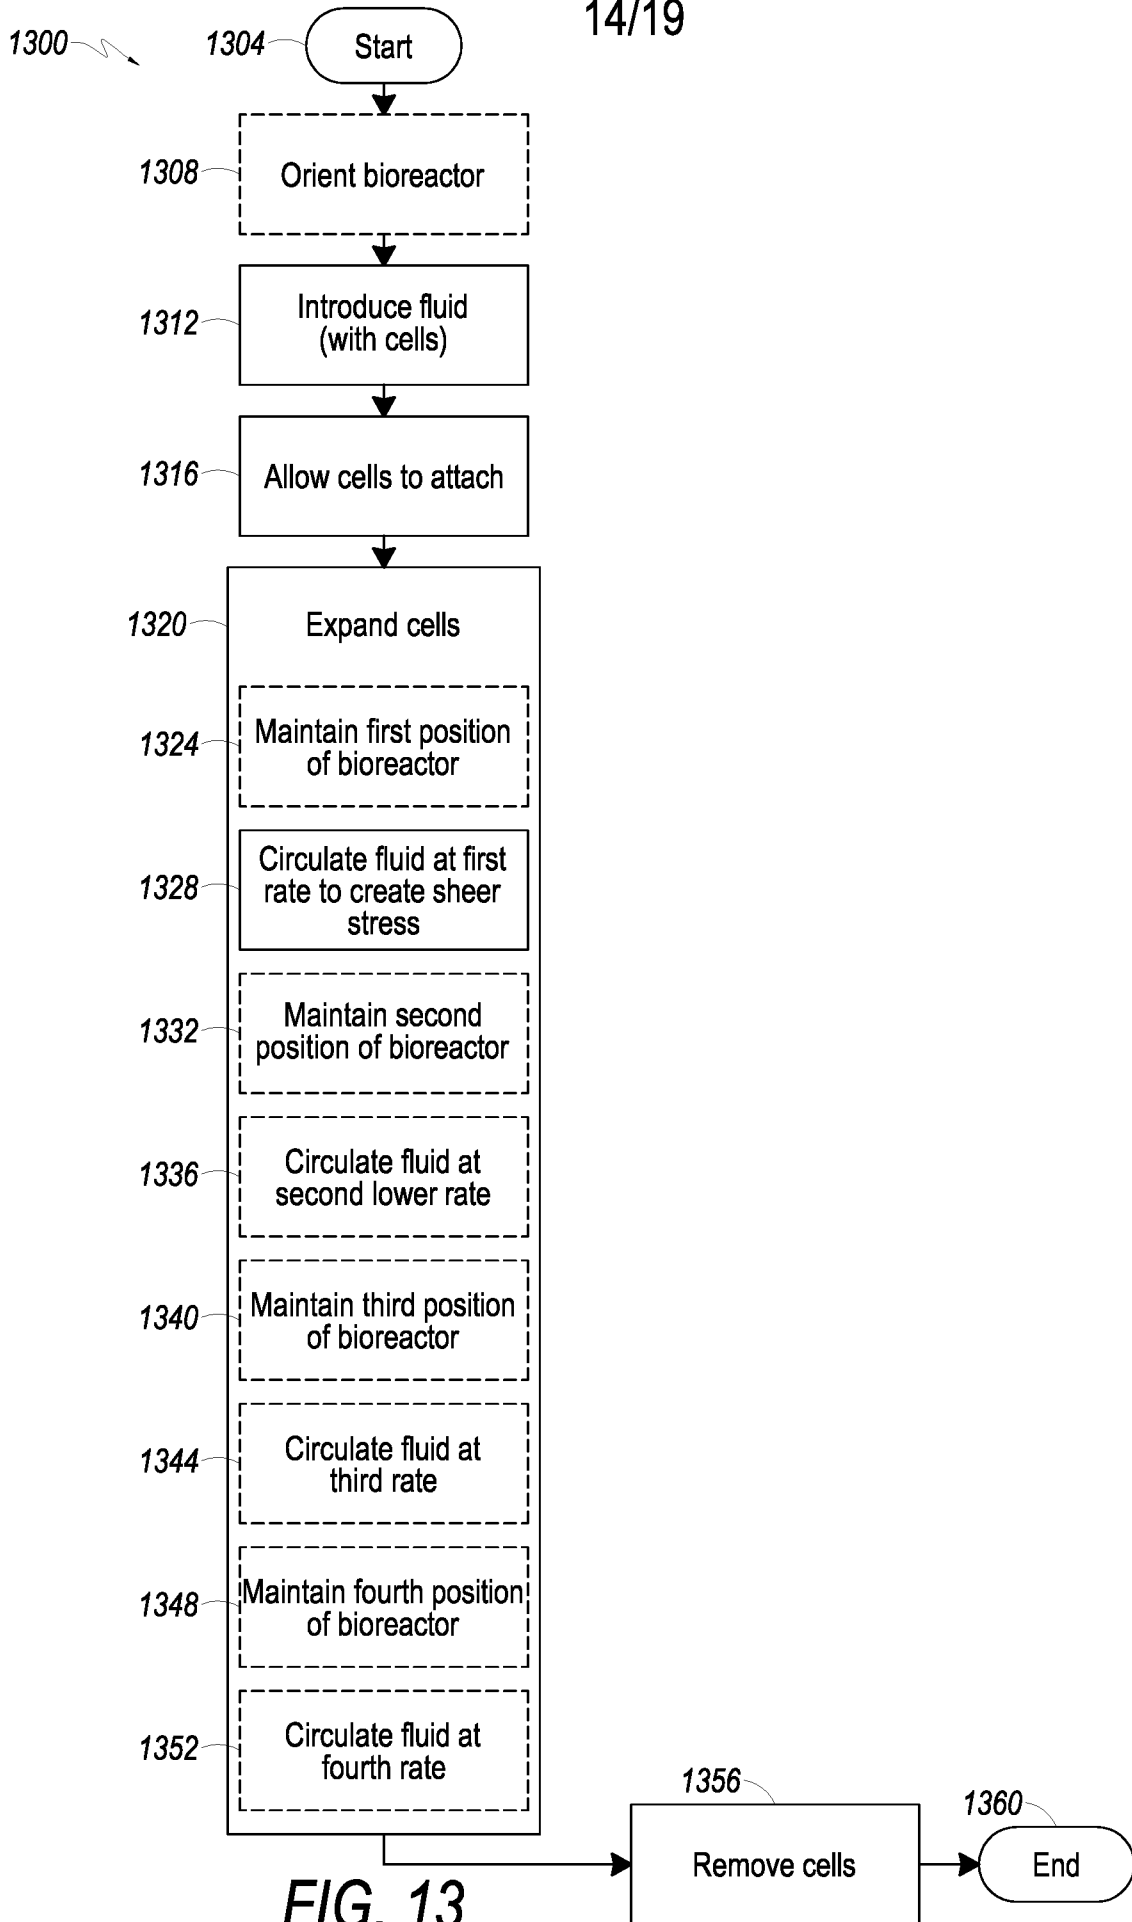 14/19
1300
1304
Start
1308
Orient bioreactor
1312
Introduce fluid
(with cells)
1316
Allow cells to attach
1320
Expand cells
1324
Maintain first position
of bioreactor
1328
Circulate fluid at first
rate to create sheer
stress
1332
Maintain second
position of bioreactor
1336
Circulate fluid at
second lower rate
1340
Maintain third position
of bioreactor
1344
Circulate fluid at
third rate
1348
Maintain fourth position
of bioreactor
1352
Circulate fluid at
fourth rate
1356
Remove cells
1360
End
FIG. 13